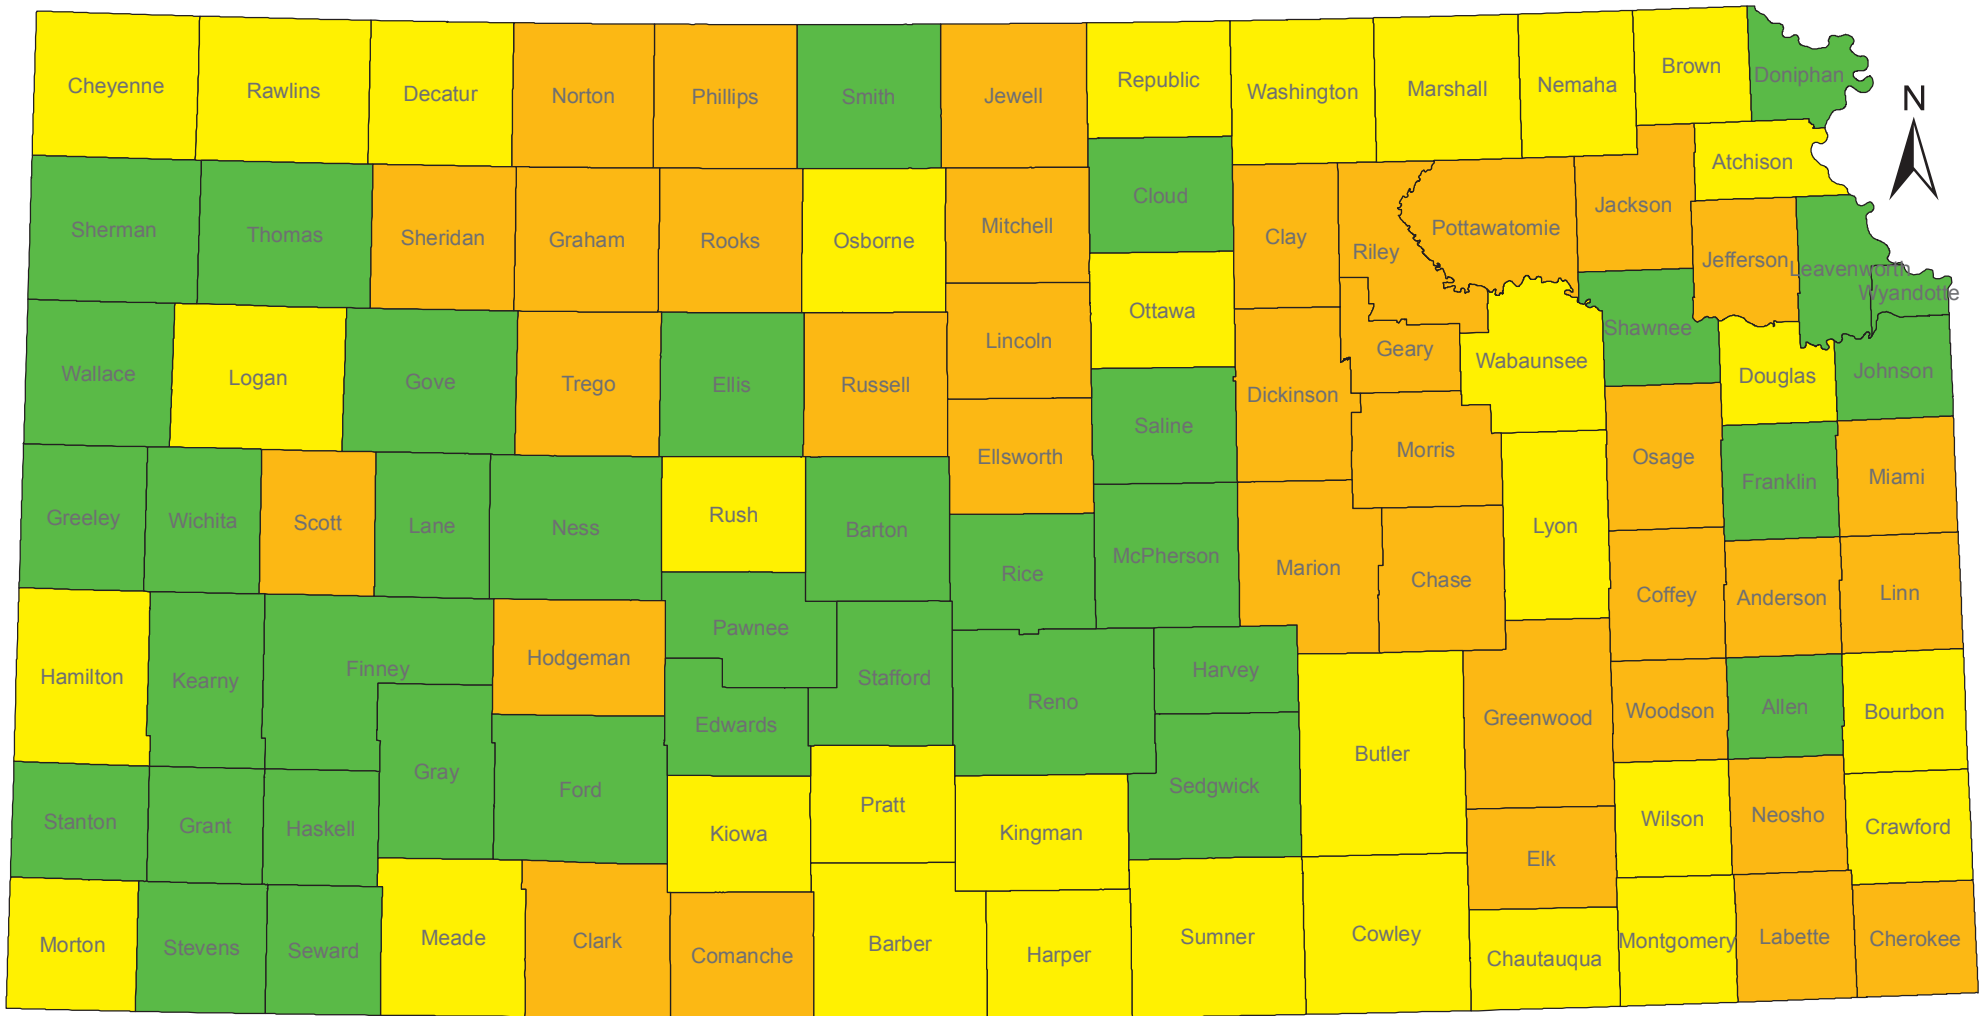 Cheyenne
Rawlins
Decatur
Norton
Phillips
Smith
Jewell
Republic
Washington
Marshall
Nemaha
Brown
Doniphan
N
Sherman
Thomas
Sheridan
Graham
Rooks
Osborne
Mitchell
Cloud
Clay
Riley
Pottawatomie
Jackson
Atchison
Jefferson
Leavenworth
Wyandotte
Wallace
Logan
Gove
Trego
Ellis
Russell
Lincoln
Ottawa
Dickinson
Geary
Wabaunsee
Shawnee
Douglas
Johnson
Greeley
Wichita
Scott
Lane
Ness
Rush
Barton
Ellsworth
Saline
Morris
Lyon
Osage
Franklin
Miami
Rice
McPherson
Marion
Chase
Coffey
Anderson
Linn
Hamilton
Kearny
Finney
Hodgeman
Pawnee
Stafford
Edwards
Reno
Harvey
Butler
Greenwood
Woodson
Allen
Bourbon
Stanton
Grant
Haskell
Gray
Ford
Kiowa
Pratt
Kingman
Sedgwick
Elk
Wilson
Neosho
Crawford
Morton
Stevens
Seward
Meade
Clark
Comanche
Barber
Harper
Sumner
Cowley
Chautauqua
Montgomery
Labette
Cherokee